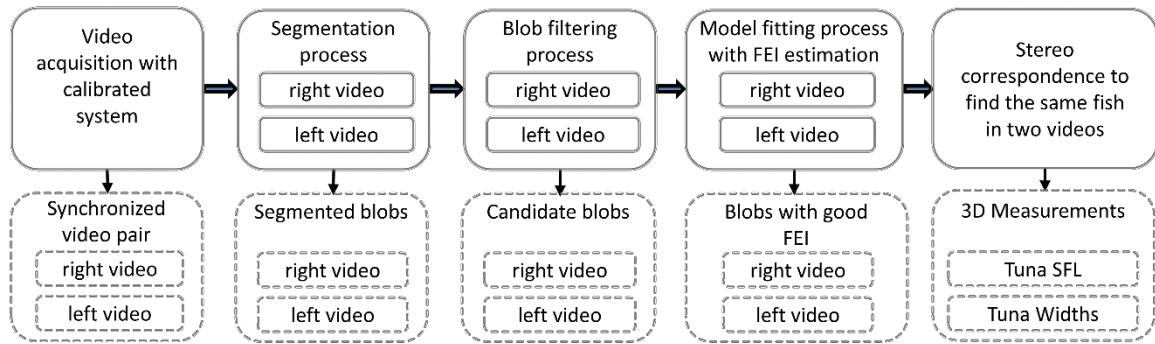 Video
acquisition with
calibrated
system
Segmentation
process
right video
left video
Blob filtering
process
right video
left video
Model fitting process
with FEI estimation
right video
left video
Stereo
correspondence to
find the same fish
in two videos
Synchronized
video pair
right video
left video
Segmented blobs
right video
left video
Candidate blobs
right video
left video
Blobs with good
FEI
right video
left video
3D Measurements
Tuna SFL
Tuna Widths